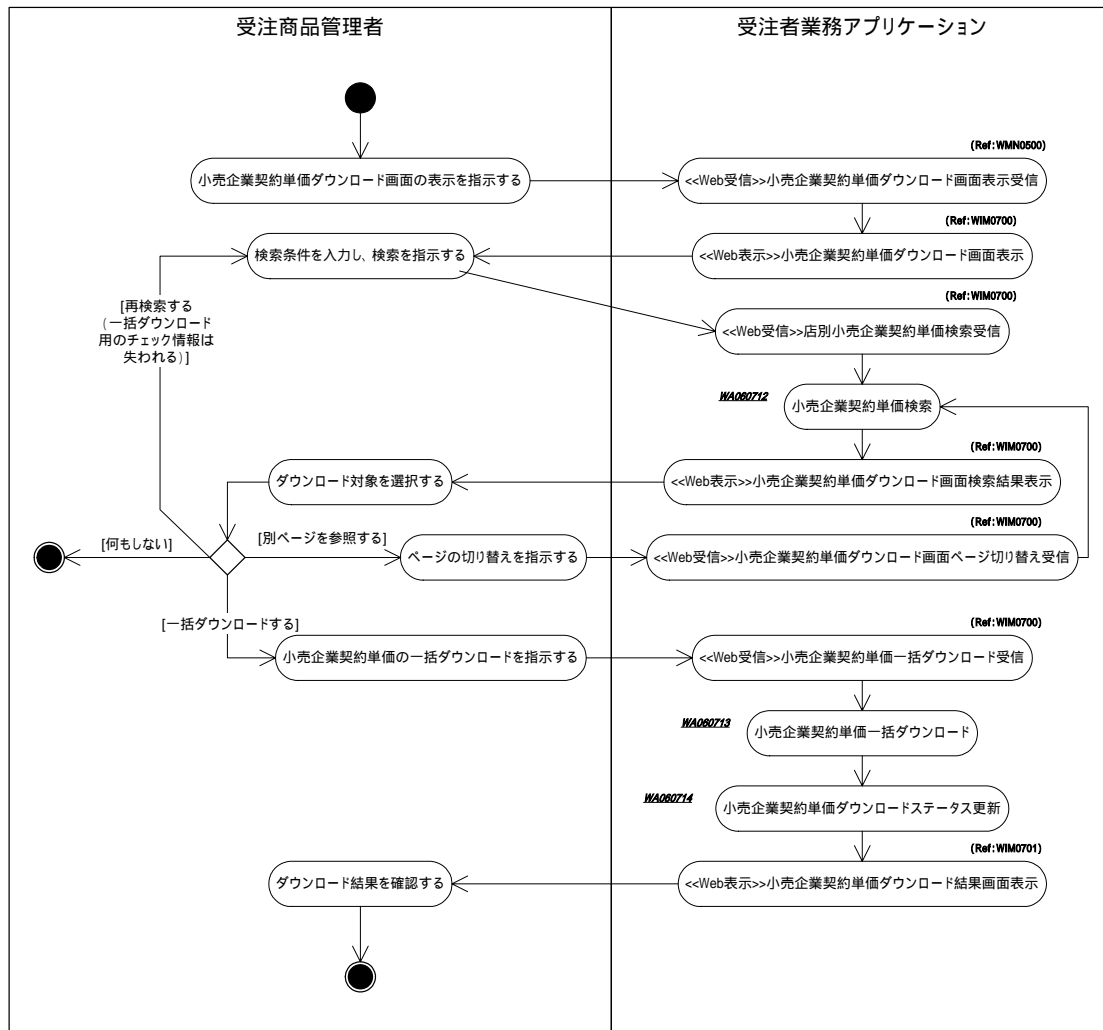 受注商品管理者
受注者業務アプリケーション
(Ref:WMN0500)
小売企業契約単価ダウンロード画面の表示を指示する
<<Web受信>>小売企業契約単価ダウンロード画面表示受信
(Ref:WIM0700)
検索条件を入力し、検索を指示する
<<Web表示>>小売企業契約単価ダウンロード画面表示
[再検索する
(一括ダウンロード
用のチェック情報は
失われる)]
(Ref:WIM0700)
<<Web受信>>店別小売企業契約単価検索受信
WA060712
小売企業契約単価検索
(Ref:WIM0700)
ダウンロード対象を選択する
<<Web表示>>小売企業契約単価ダウンロード画面検索結果表示
[何もしない]
[別ページを参照する]
(Ref:WIM0700)
ページの切り替えを指示する
<<Web受信>>小売企業契約単価ダウンロード画面ページ切り替え受信
[一括ダウンロードする]
(Ref:WIM0700)
小売企業契約単価の一括ダウンロードを指示する
<<Web受信>>小売企業契約単価一括ダウンロード受信
WA060713
小売企業契約単価一括ダウンロード
WA060714
小売企業契約単価ダウンロードステータス更新
(Ref:WIM0701)
ダウンロード結果を確認する
<<Web表示>>小売企業契約単価ダウンロード結果画面表示